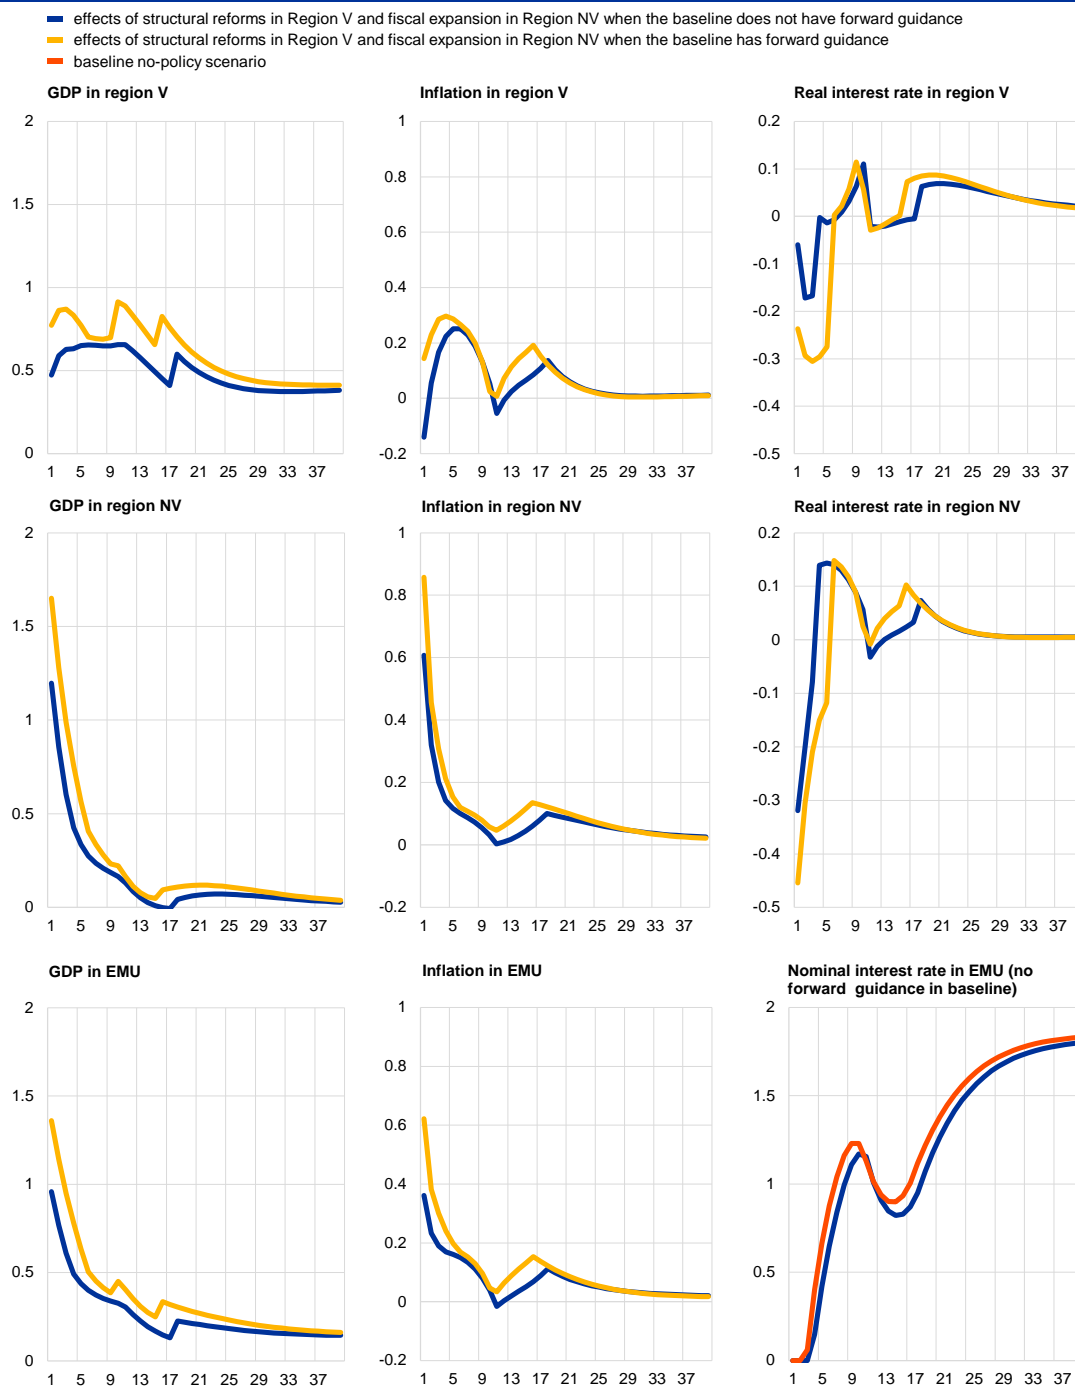 effects of structural reforms in Region V and fiscal expansion in Region NV when the baseline does not have forward guidance
effects of structural reforms in Region V and fiscal expansion in Region NV when the baseline has forward guidance
baseline no-policy scenario
GDP in region V
2
1.5
1
0.5
0
1 5 9 13 17 21 25 29 33 37
Inflation in region V
1
0.8
0.6
0.4
0.2
0
-0.2
1 5 9 13 17 21 25 29 33 37
Real interest rate in region V
0.2
0.1
0
-0.1
-0.2
-0.3
-0.4
-0.5
1 5 9 13 17 21 25 29 33 37
GDP in region NV
2
1.5
1
0.5
0
1 5 9 13 17 21 25 29 33 37
Inflation in region NV
1
0.8
0.6
0.4
0.2
0
-0.2
1 5 9 13 17 21 25 29 33 37
Real interest rate in region NV
0.2
0.1
0
-0.1
-0.2
-0.3
-0.4
-0.5
1 5 9 13 17 21 25 29 33 37
GDP in EMU
2
1.5
1
0.5
0
1 5 9 13 17 21 25 29 33 37
Inflation in EMU
1
0.8
0.6
0.4
0.2
0
-0.2
1 5 9 13 17 21 25 29 33 37
Nominal interest rate in EMU (no
forward guidance in baseline)
2
1.5
1
0.5
0
1 5 9 13 17 21 25 29 33 37